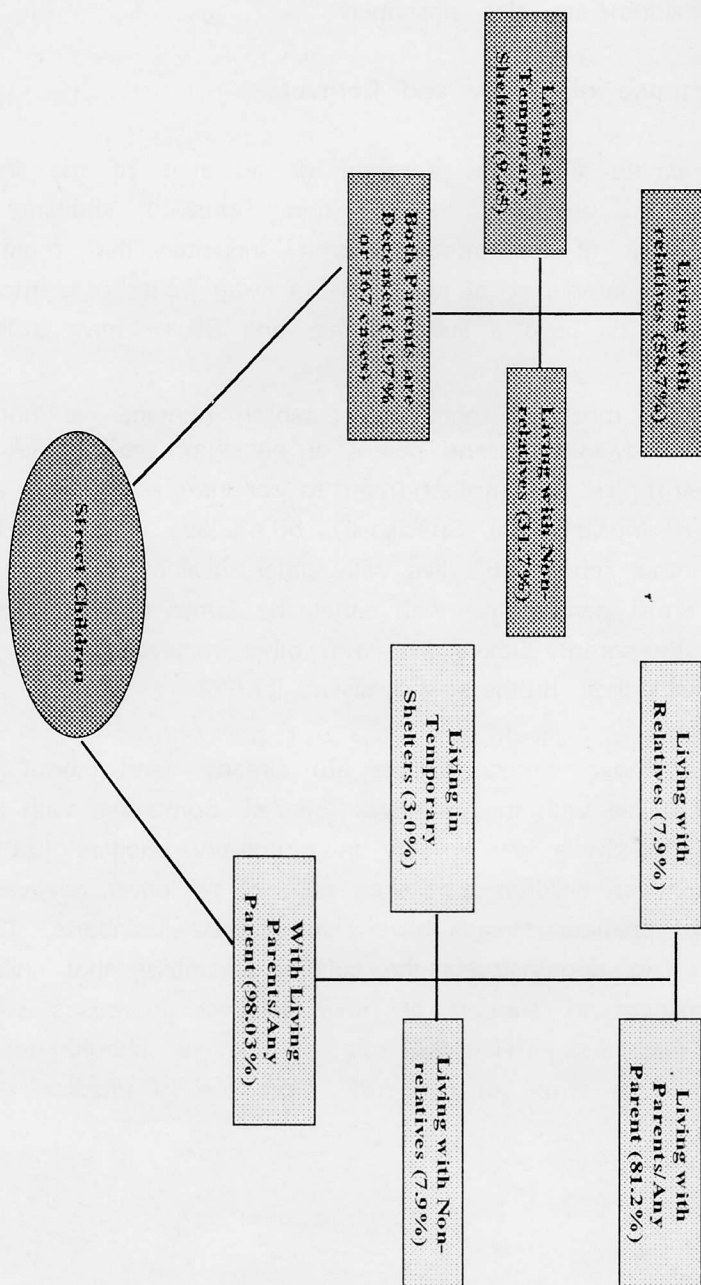 Living with
relatives (58.7%)
Living with
Relatives (7.9%)
Living with
Parents/Any
Parent (81.2%)
Living at
Temporary
Shelters (9.65)
Living with Non-
relatives (31.7%)
Living in
Temporary
Shelters (3.0%)
Living with Non-
relatives (7.9%)
Both Parents are
Deceased (1.97%
or 167 cases)
With Living
Parents/Any
Parent (98.03%)
Street Children